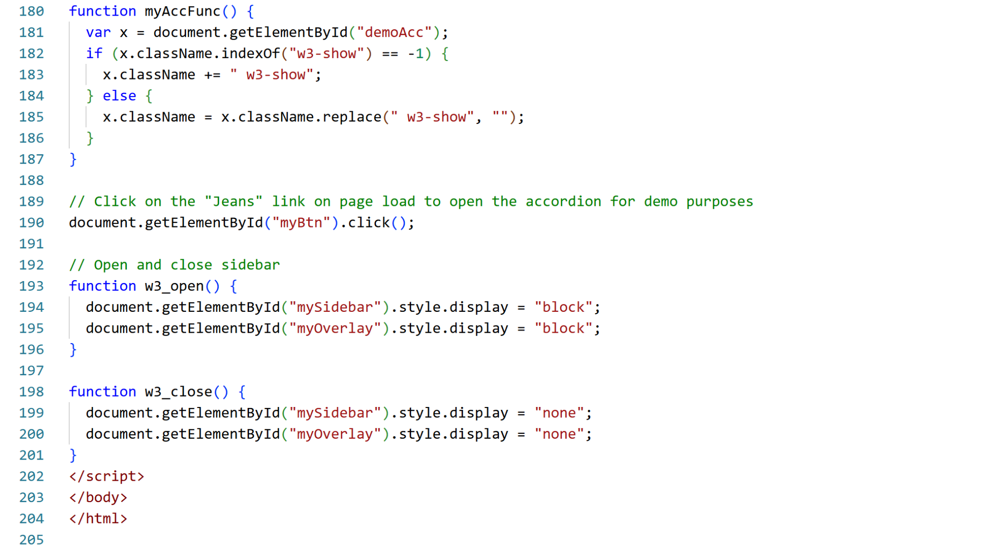 180 function myAccFunc() {
181   var x = document.getElementById("demoAcc");
182   if (x.className.indexOf("w3-show") == -1) {
183     x.className += " w3-show";
184   } else {
185     x.className = x.className.replace(" w3-show", "");
186   }
187 }
188
189 // Click on the "Jeans" link on page load to open the accordion for demo purposes
190 document.getElementById("myBtn").click();
191
192 // Open and close sidebar
193 function w3_open() {
194   document.getElementById("mySidebar").style.display = "block";
195   document.getElementById("myOverlay").style.display = "block";
196 }
197
198 function w3_close() {
199   document.getElementById("mySidebar").style.display = "none";
200   document.getElementById("myOverlay").style.display = "none";
201 }
202 </script>
203 </body>
204 </html>
205